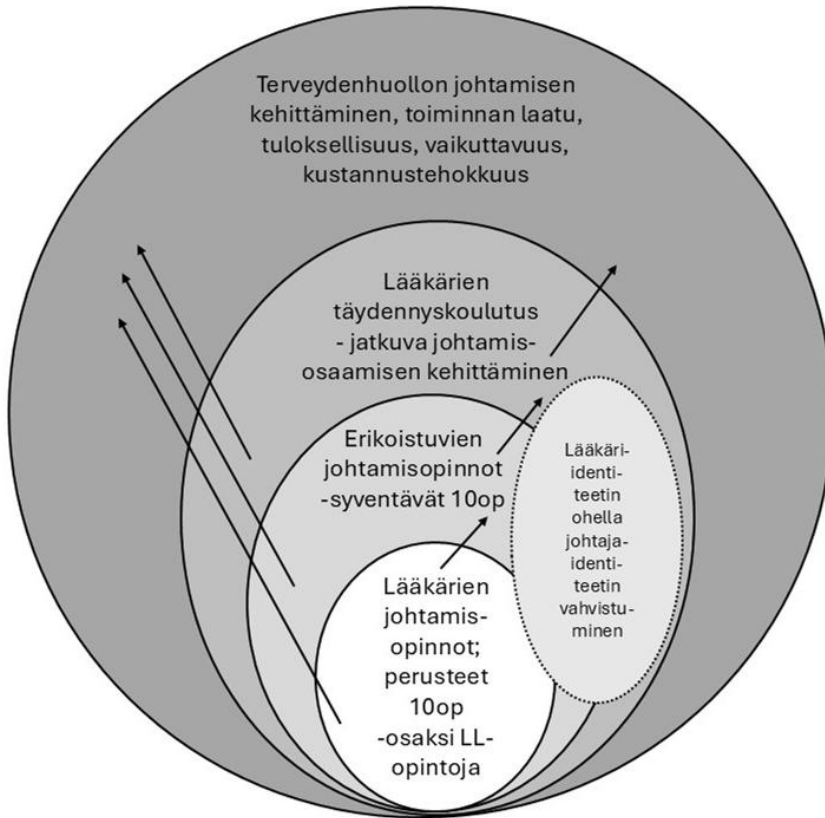 Terveydenhuollon johtamisen
kehittäminen, toiminnan laatu,
tuloksellisuus, vaikuttavuus,
kustannustehokkuus
Lääkärien
täydennyskoulutus
- jatkuva johtamis-
osaamisen kehittäminen
Erikoistuvien
johtamisopinnot
-syventävät 10op
Lääkäri-
identi-
teetin
ohella
johtaja-
identi-
teetin
vahvistu-
minen
Lääkärien
johtamis-
opinnot;
perusteet
10op
-osaksi LL-
opintoja